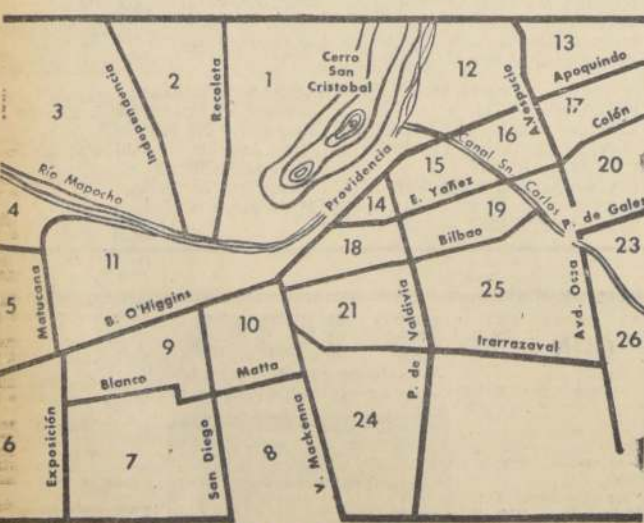 Cerro
San
Cristobal
13
12
Apoquindo
2
1
3
Independencia
Recoleta
A. Vespucio
17
Colón
16
Canal Sn. Carlos
Río Mapocho
Providencia
15
20
4
14
E. Yañez
19
P. de Gales
18
Bilbao
23
11
5
Matucana
B. O'Higgins
21
25
10
Valdivia
P. de
Avd. Ossa
26
9
Irarrazaval
Blanco
Matta
6
Exposición
7
San Diego
8
V. Mackenna
24